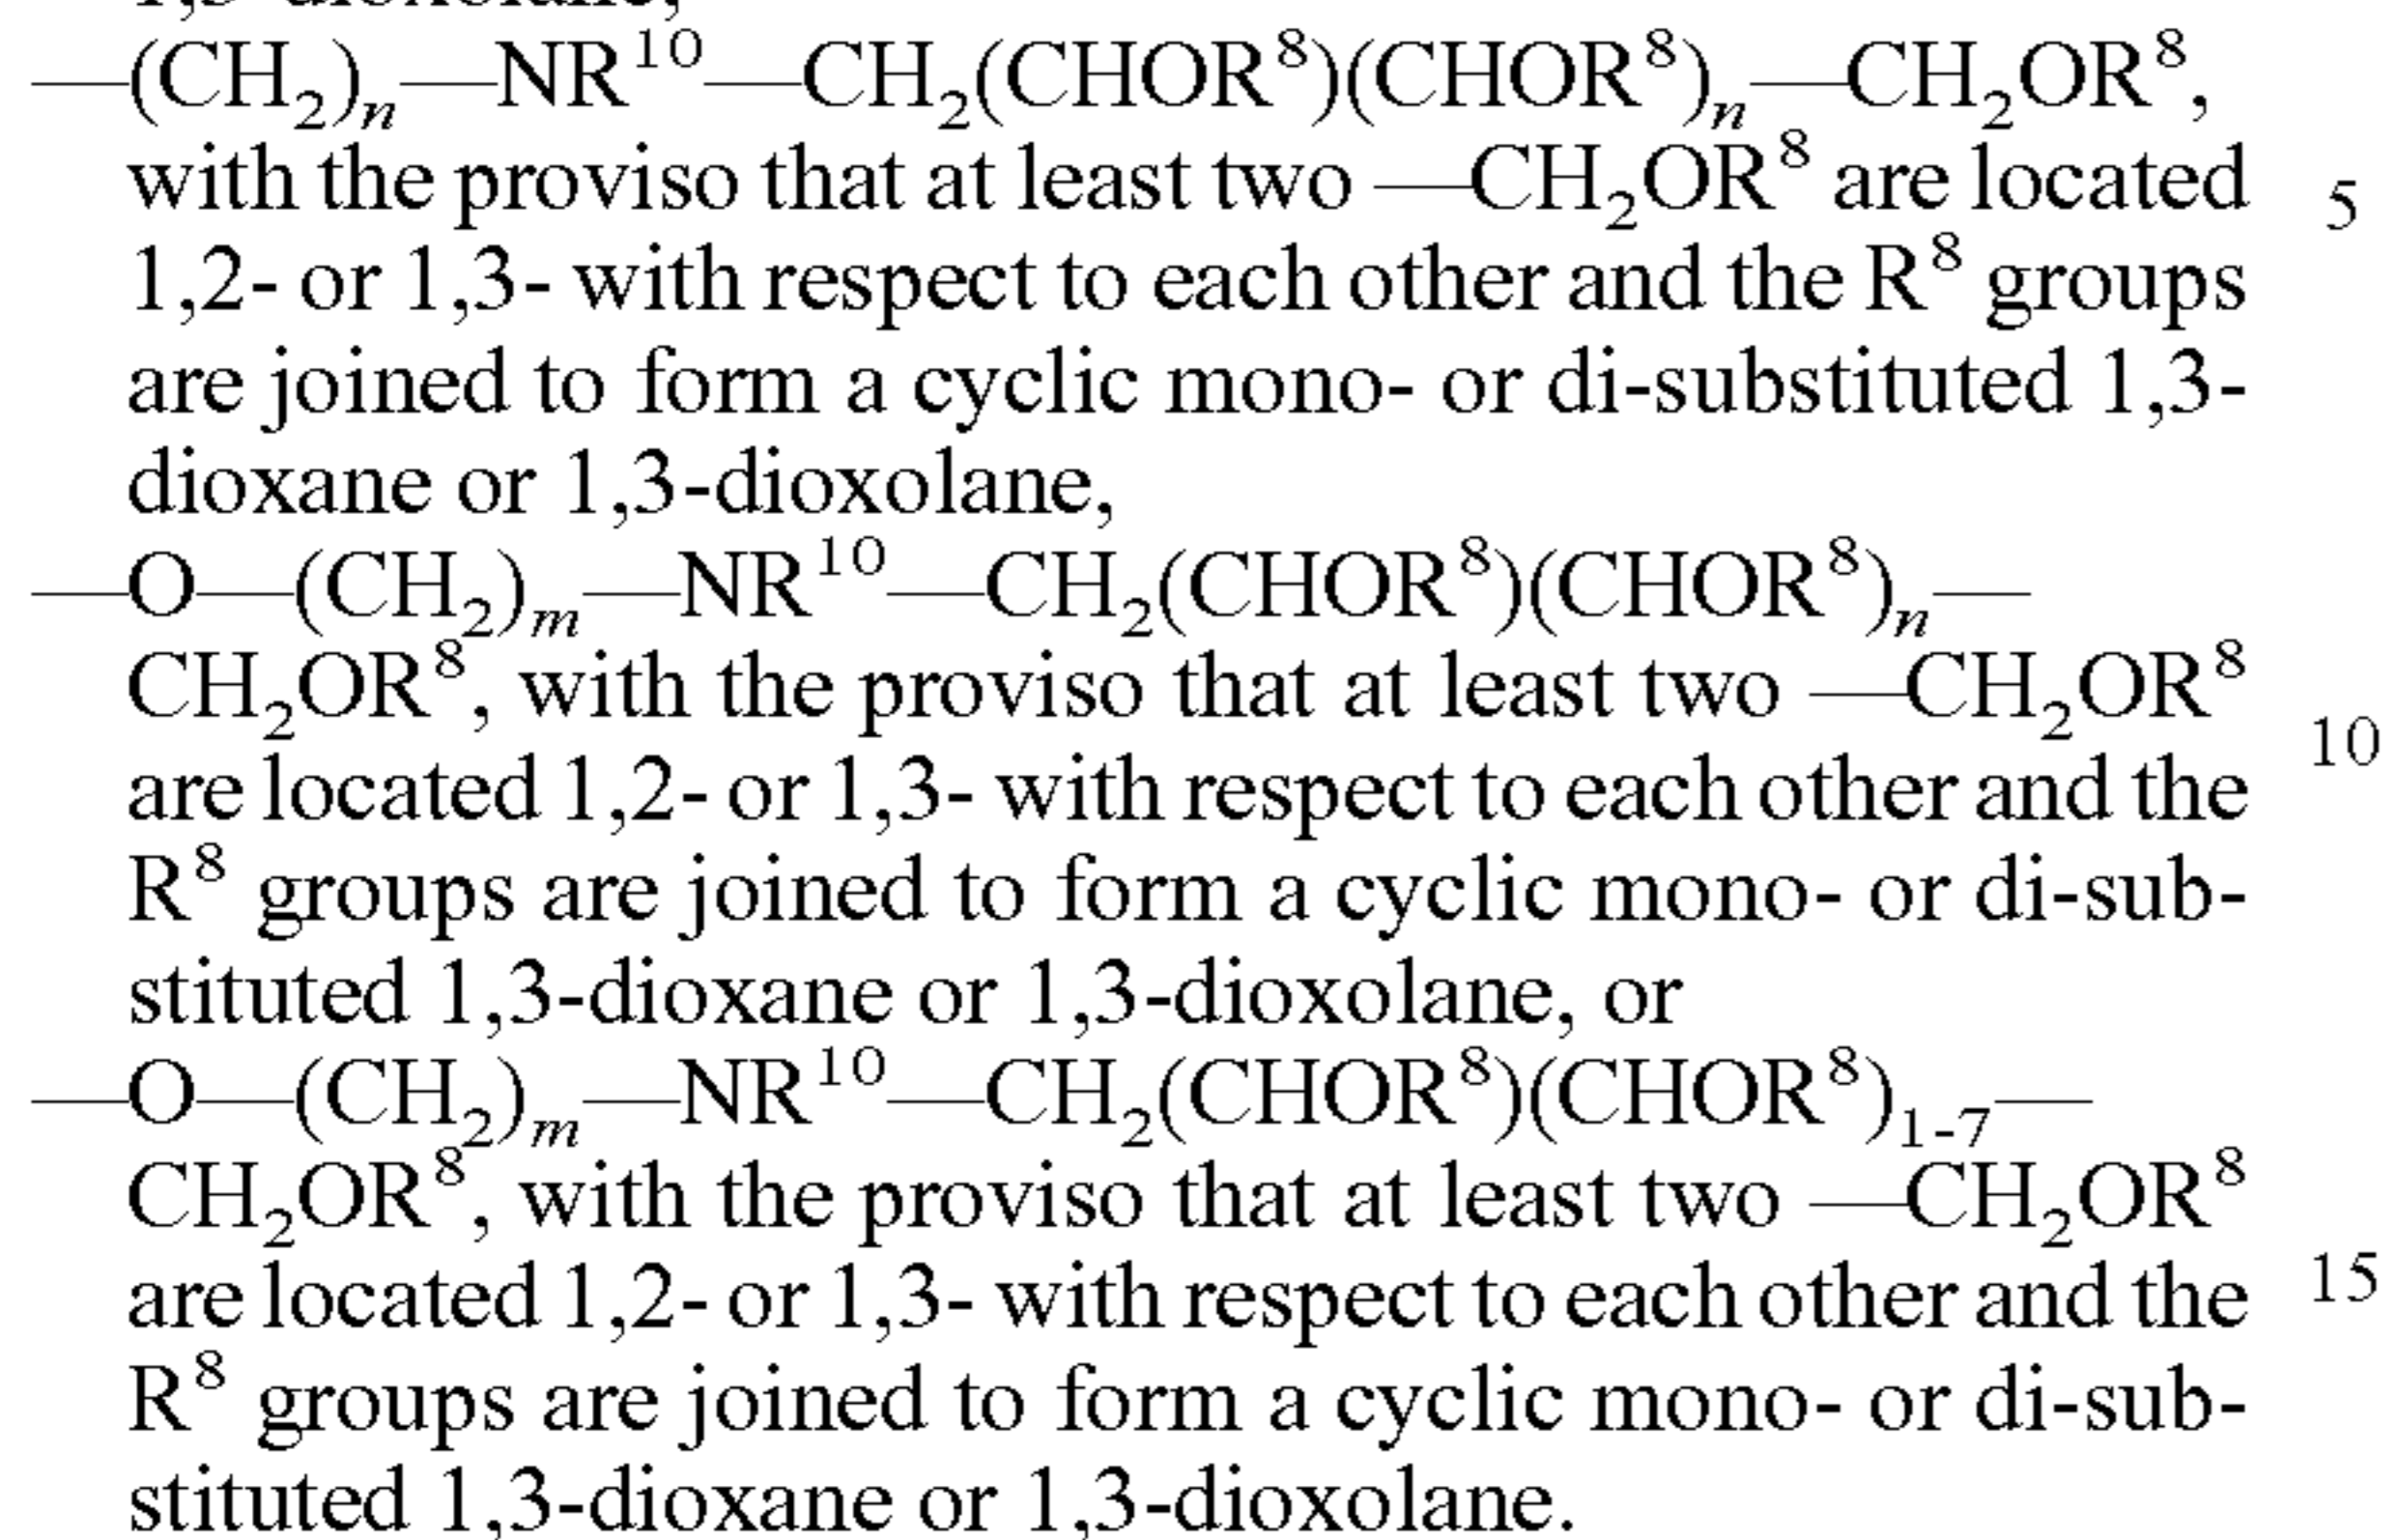 1,3-dioxolane,
—(CH₂)ₙ—NR¹⁰—CH₂(CHOR⁸)(CHOR⁸)ₙ—CH₂OR⁸,
with the proviso that at least two —CH₂OR⁸ are located 5
1,2- or 1,3- with respect to each other and the R⁸ groups
are joined to form a cyclic mono- or di-substituted 1,3-
dioxane or 1,3-dioxolane,
—O—(CH₂)ₘ—NR¹⁰—CH₂(CHOR⁸)(CHOR⁸)ₙ—
CH₂OR⁸, with the proviso that at least two —CH₂OR⁸ 10
are located 1,2- or 1,3- with respect to each other and the
R⁸ groups are joined to form a cyclic mono- or di-sub-
stituted 1,3-dioxane or 1,3-dioxolane, or
—O—(CH₂)ₘ—NR¹⁰—CH₂(CHOR⁸)(CHOR⁸)₁₋₇—
CH₂OR⁸, with the proviso that at least two —CH₂OR⁸
are located 1,2- or 1,3- with respect to each other and the 15
R⁸ groups are joined to form a cyclic mono- or di-sub-
stituted 1,3-dioxane or 1,3-dioxolane.